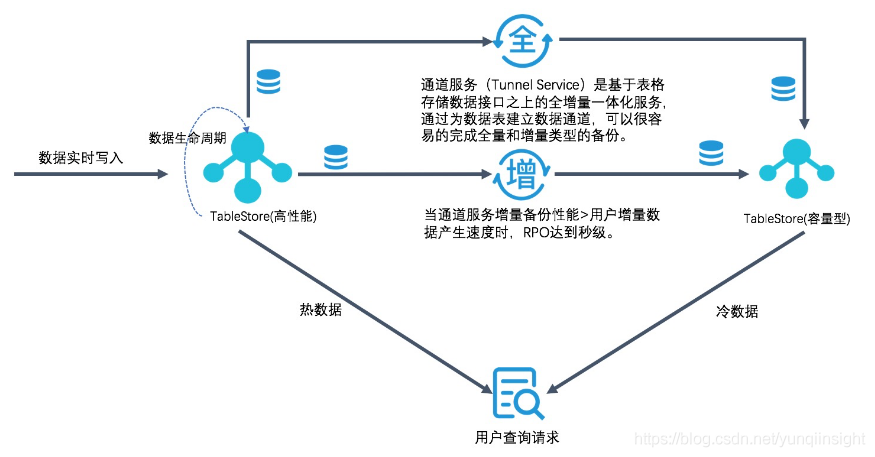 全
通道服务（Tunnel Service）是基于表格
存储数据接口之上的全增量一体化服务，
通过为数据表建立数据通道，可以很容
易的完成全量和增量类型的备份。
数据生命周期
数据实时写入
增
TableStore(高性能)
当通道服务增量备份性能>用户增量数
据产生速度时，RPO达到秒级。
TableStore(容量型)
热数据
冷数据
用户查询请求
https://blog.csdn.net/yunqiinsight